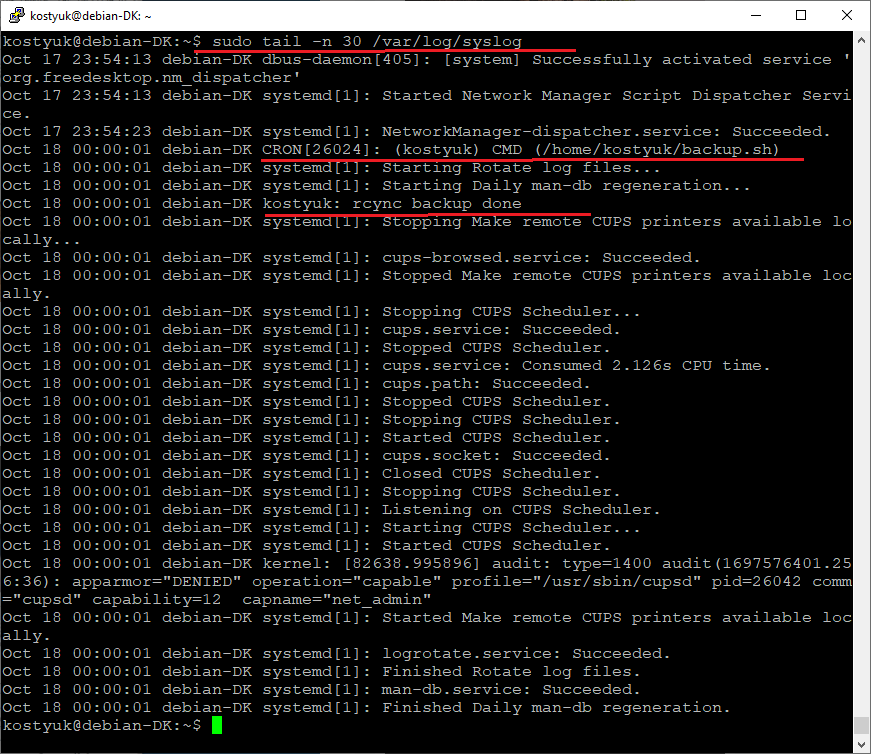 kostyuk@debian-DK: ~
kostyuk@debian-DK:~$ sudo tail -n 30 /var/log/syslog
Oct 17 23:54:13 debian-DK dbus-daemon[405]: [system] Successfully activated service '
org.freedesktop.nm_dispatcher'
Oct 17 23:54:13 debian-DK systemd[1]: Started Network Manager Script Dispatcher Servi
ce.
Oct 17 23:54:23 debian-DK systemd[1]: NetworkManager-dispatcher.service: Succeeded.
Oct 18 00:00:01 debian-DK CRON[26024]: (kostyuk) CMD (/home/kostyuk/backup.sh)
Oct 18 00:00:01 debian-DK systemd[1]: Starting Rotate log files...
Oct 18 00:00:01 debian-DK systemd[1]: Starting Daily man-db regeneration...
Oct 18 00:00:01 debian-DK kostyuk: rcync backup done
Oct 18 00:00:01 debian-DK systemd[1]: Stopping Make remote CUPS printers available lo
cally...
Oct 18 00:00:01 debian-DK systemd[1]: cups-browsed.service: Succeeded.
Oct 18 00:00:01 debian-DK systemd[1]: Stopped Make remote CUPS printers available loc
ally.
Oct 18 00:00:01 debian-DK systemd[1]: Stopping CUPS Scheduler...
Oct 18 00:00:01 debian-DK systemd[1]: cups.service: Succeeded.
Oct 18 00:00:01 debian-DK systemd[1]: Stopped CUPS Scheduler.
Oct 18 00:00:01 debian-DK systemd[1]: cups.service: Consumed 2.126s CPU time.
Oct 18 00:00:01 debian-DK systemd[1]: cups.path: Succeeded.
Oct 18 00:00:01 debian-DK systemd[1]: Stopped CUPS Scheduler.
Oct 18 00:00:01 debian-DK systemd[1]: Stopping CUPS Scheduler.
Oct 18 00:00:01 debian-DK systemd[1]: Started CUPS Scheduler.
Oct 18 00:00:01 debian-DK systemd[1]: cups.socket: Succeeded.
Oct 18 00:00:01 debian-DK systemd[1]: Closed CUPS Scheduler.
Oct 18 00:00:01 debian-DK systemd[1]: Stopping CUPS Scheduler.
Oct 18 00:00:01 debian-DK systemd[1]: Listening on CUPS Scheduler.
Oct 18 00:00:01 debian-DK systemd[1]: Starting CUPS Scheduler...
Oct 18 00:00:01 debian-DK systemd[1]: Started CUPS Scheduler.
Oct 18 00:00:01 debian-DK kernel: [82638.995896] audit: type=1400 audit(1697576401.25
6:36): apparmor="DENIED" operation="capable" profile="/usr/sbin/cupsd" pid=26042 comm
="cupsd" capability=12  capname="net_admin"
Oct 18 00:00:01 debian-DK systemd[1]: Started Make remote CUPS printers available loc
ally.
Oct 18 00:00:01 debian-DK systemd[1]: logrotate.service: Succeeded.
Oct 18 00:00:01 debian-DK systemd[1]: Finished Rotate log files.
Oct 18 00:00:01 debian-DK systemd[1]: man-db.service: Succeeded.
Oct 18 00:00:01 debian-DK systemd[1]: Finished Daily man-db regeneration.
kostyuk@debian-DK:~$